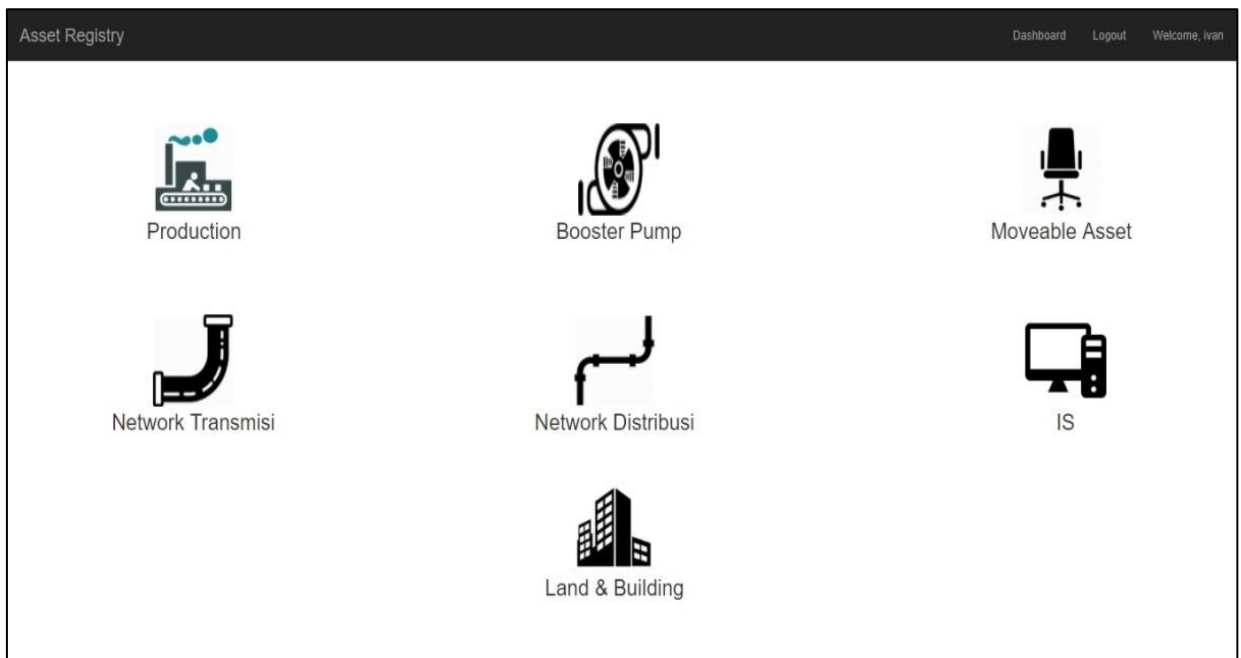 Asset Registry
Dashboard Logout Welcome, ivan
Production
Booster Pump
Moveable Asset
Network Transmisi
Network Distribusi
IS
Land & Building